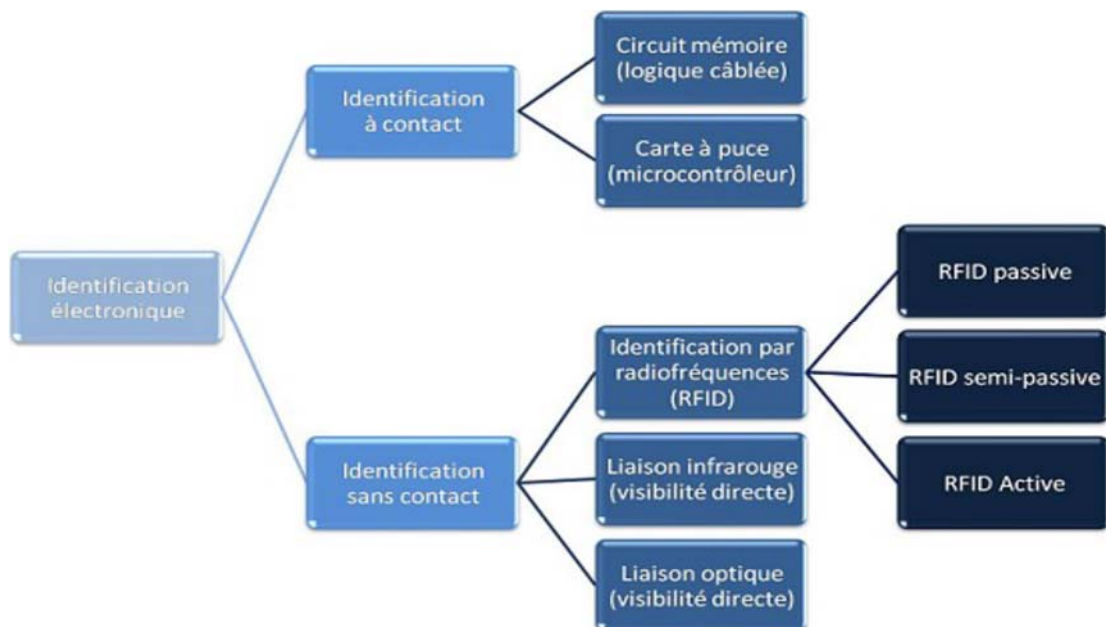 Identification
électronique
Identification
à contact
Circuit mémoire
(logique câblée)
Carte à puce
(microcontrôleur)
Identification
sans contact
Identification par
radiofréquences
(RFID)
RFID passive
RFID semi-passive
RFID Active
Liaison infrarouge
(visibilité directe)
Liaison optique
(visibilité directe)